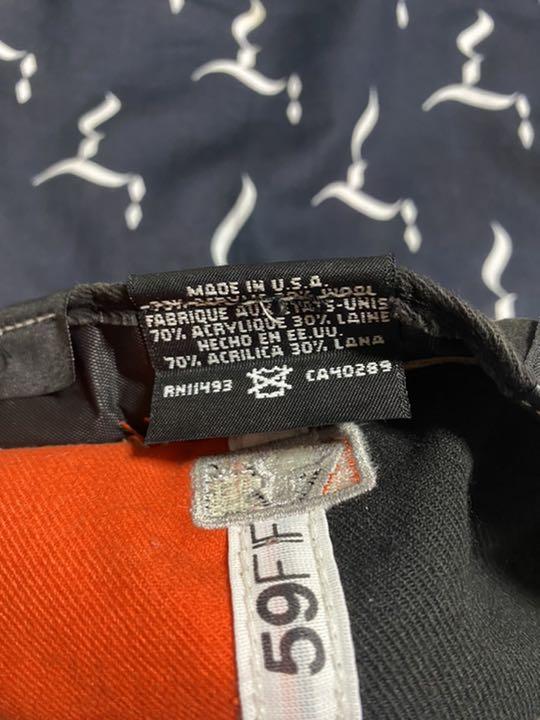 MADE IN U.S.A.
WOOL
FABRIQUE AUX ÉTATS-UNIS
70% ACRYLIQUE 30% LAINE
HECHO EN EE.UU.
70% ACRILICA 30% LANA
RN11493 CA40289
59FIF